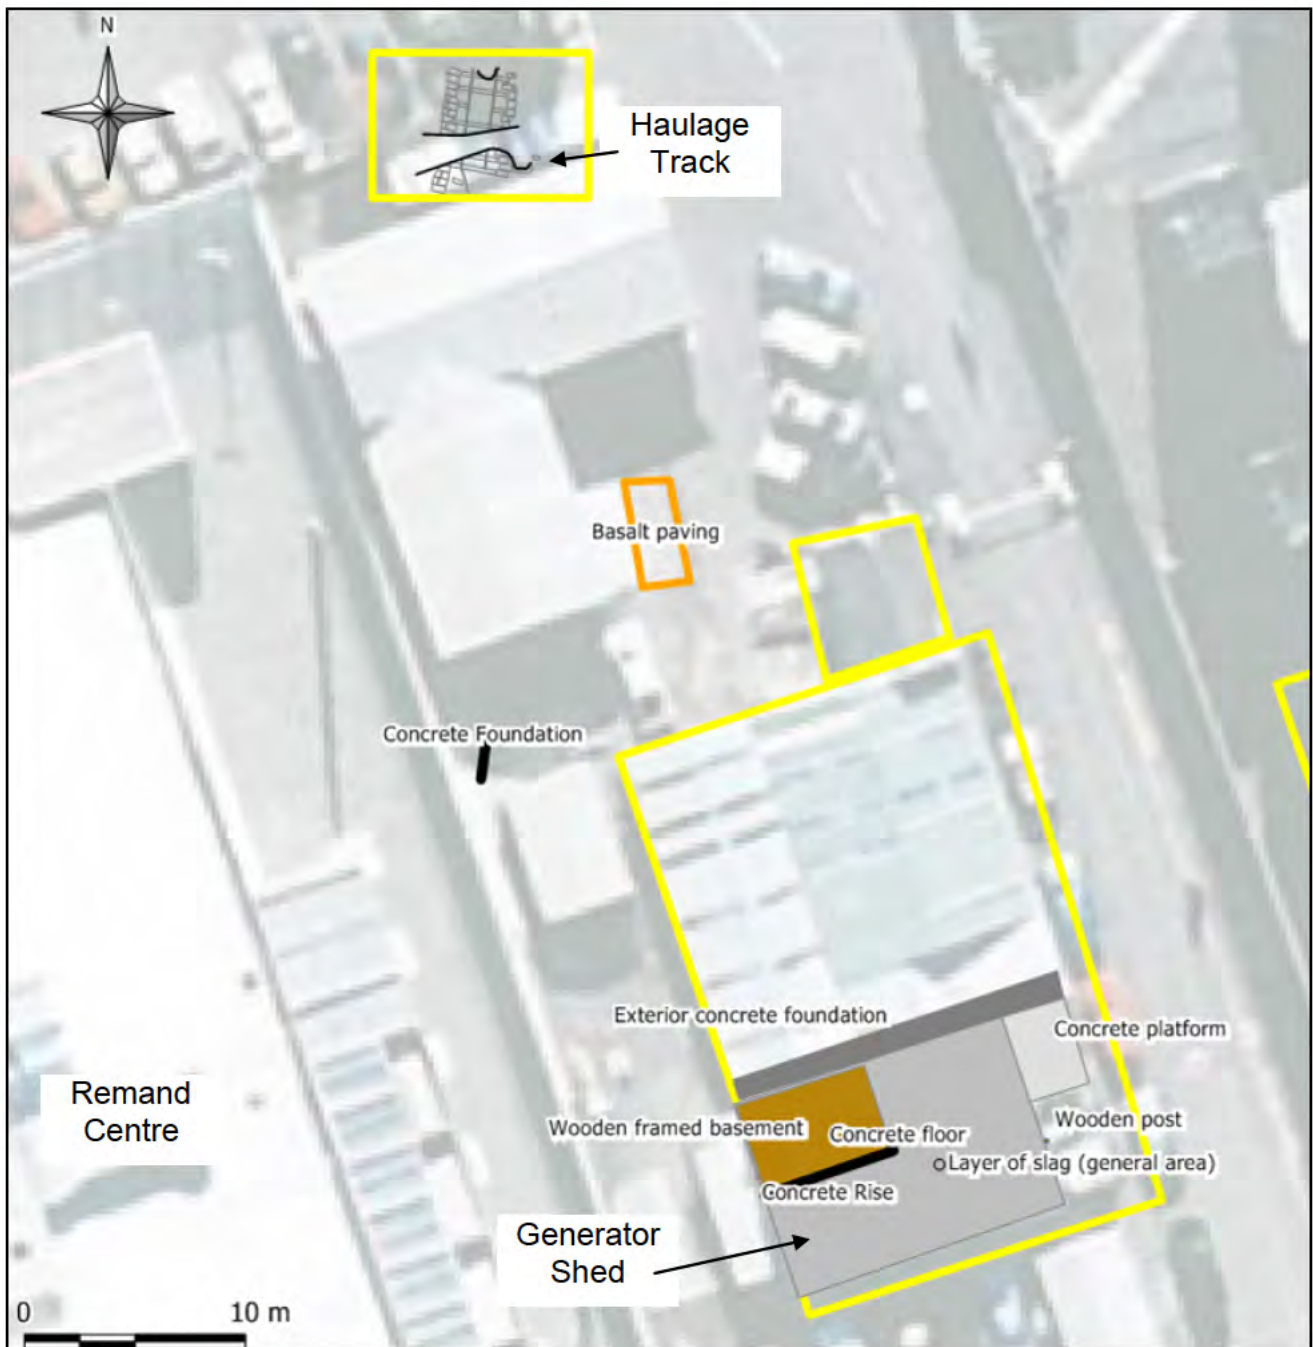 N
Haulage
Track
Basalt paving
Concrete Foundation
Exterior concrete foundation
Concrete platform
Remand
Centre
Wooden framed basement
Concrete floor
Wooden post
Layer of slag (general area)
Concrete Rise
Generator
Shed
0
10 m